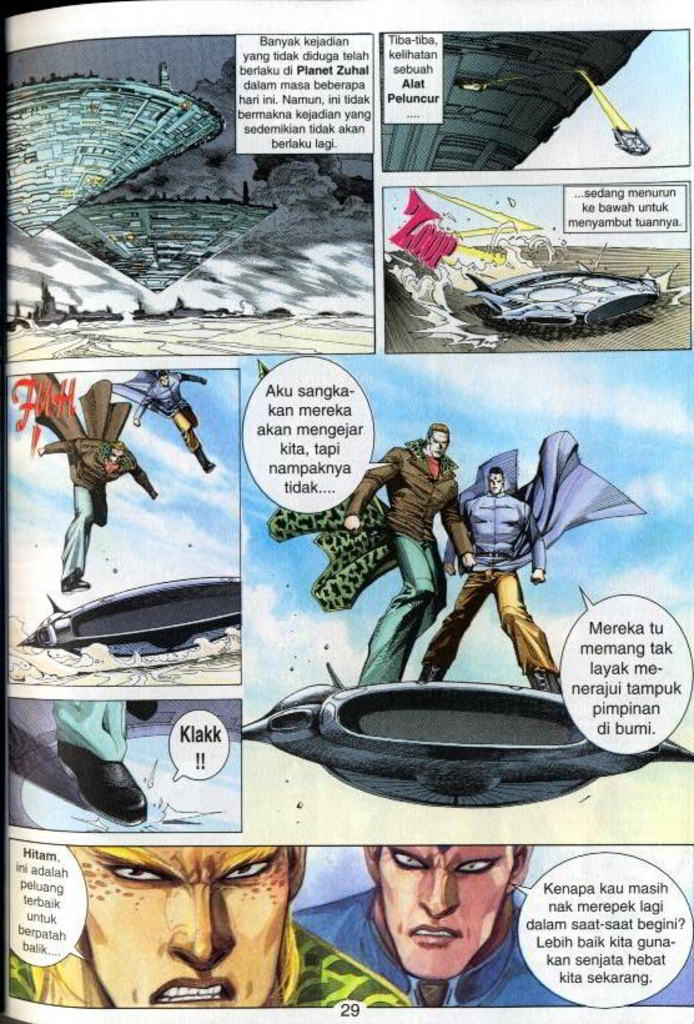 Banyak kejadian
yang tidak diduga telah
berlaku di Planet Zuhal
dalam masa beberapa
hari ini. Namun, ini tidak
bermakna kejadian yang
sedemikian tidak akan
berlaku lagi.
Tiba-tiba,
kelihatan
sebuah
Alat
Peluncur
....
...sedang menurun
ke bawah untuk
menyambut tuannya.
Aku sangka-
kan mereka
akan mengejar
kita, tapi
nampaknya
tidak....
Mereka tu
memang tak
layak me-
nerajui tampuk
pimpinan
di bumi.
Klakk
!!
Hitam,
ini adalah
peluang
terbaik
untuk
berpatah
balik....
Kenapa kau masih
nak merepek lagi
dalam saat-saat begini?
Lebih baik kita guna-
kan senjata hebat
kita sekarang.
29